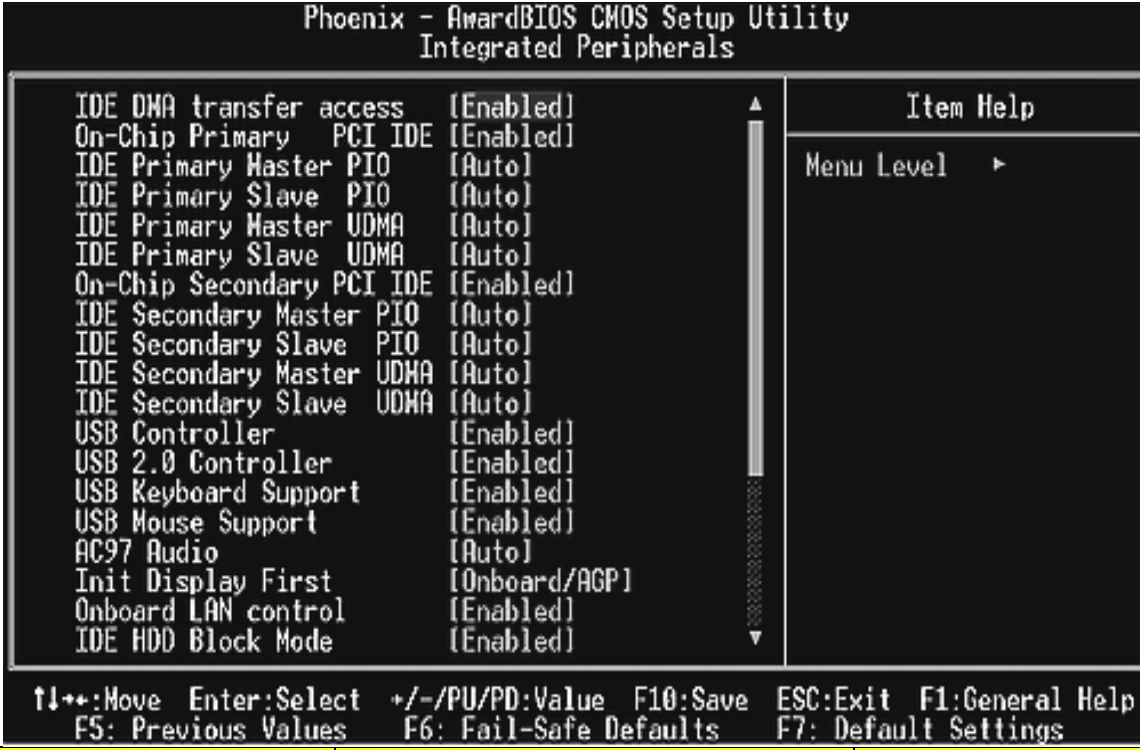 Phoenix - AwardBIOS CMOS Setup Utility
Integrated Peripherals
IDE DMA transfer access [Enabled]
On-Chip Primary PCI IDE [Enabled]
IDE Primary Master PIO [Auto]
IDE Primary Slave PIO [Auto]
IDE Primary Master UDMA [Auto]
IDE Primary Slave UDMA [Auto]
On-Chip Secondary PCI IDE [Enabled]
IDE Secondary Master PIO [Auto]
IDE Secondary Slave PIO [Auto]
IDE Secondary Master UDMA [Auto]
IDE Secondary Slave UDMA [Auto]
USB Controller [Enabled]
USB 2.0 Controller [Enabled]
USB Keyboard Support [Enabled]
USB Mouse Support [Enabled]
AC97 Audio [Auto]
Init Display First [Onboard/AGP]
Onboard LAN control [Enabled]
IDE HDD Block Mode [Enabled]
Item Help
Menu Level ►
↑↓→←:Move Enter:Select +/-/PU/PD:Value F10:Save ESC:Exit F1:General Help
F5: Previous Values F6: Fail-Safe Defaults F7: Default Settings